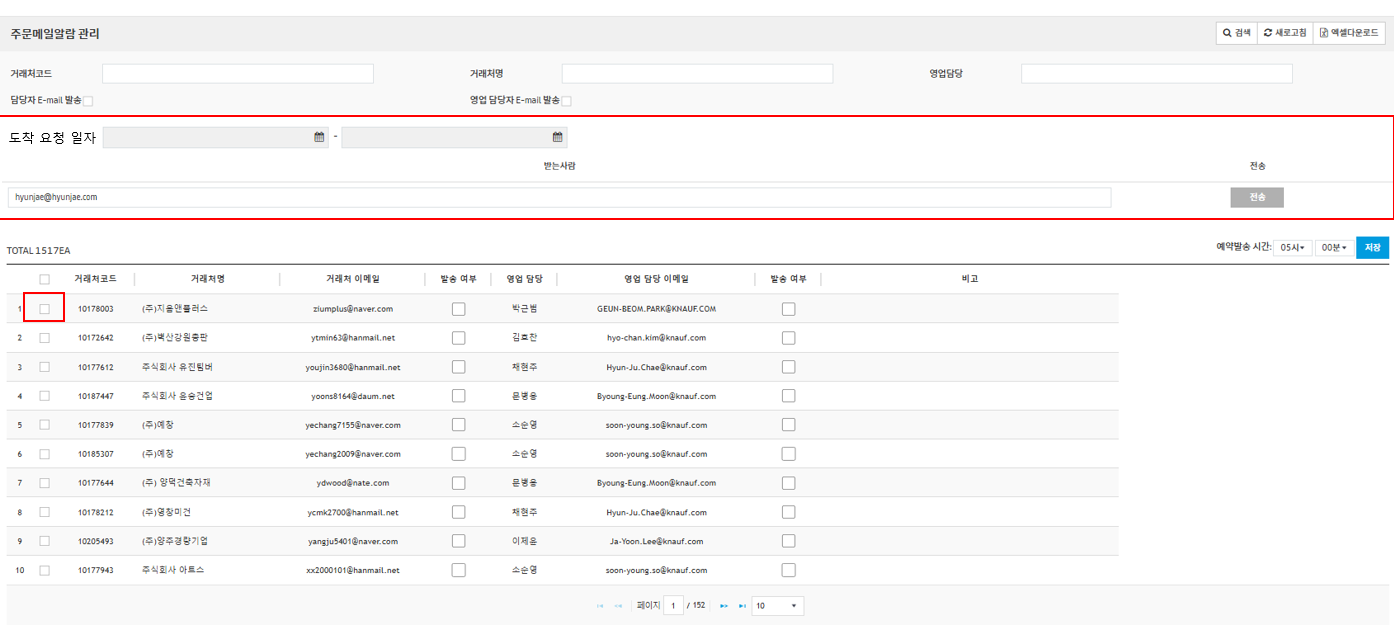 주문메일알람 관리
검색 새로고침 엑셀다운로드
거래처코드 거래처명 영업담당
담당자 E-mail 발송 영업 담당자 E-mail 발송
도착 요청 일자 -
받는사람 전송
hyunjae@hyunjae.com 전송
TOTAL 1517EA 예약발송 시간: 05시 00분 저장
거래처코드 거래처명 거래처 이메일 발송 여부 영업 담당 영업 담당 이메일 발송 여부 비고
1 10178003 (주)지음앤플러스 ziumplus@naver.com 박근범 GEUN-BEOM.PARK@KNAUF.COM
2 10172642 (주)벽산강원총판 ytmin63@hanmail.net 김효찬 hyo-chan.kim@knauf.com
3 10177612 주식회사 유진팀버 youjin3680@hanmail.net 채현주 Hyun-Ju.Chae@knauf.com
4 10187447 주식회사 윤송건업 yoons8164@daum.net 문병응 Byoung-Eung.Moon@knauf.com
5 10177839 (주)예창 yechang7155@naver.com 소순영 soon-young.so@knauf.com
6 10185307 (주)예창 yechang2009@naver.com 소순영 soon-young.so@knauf.com
7 10177644 (주) 양덕건축자재 ydwood@nate.com 문병응 Byoung-Eung.Moon@knauf.com
8 10178212 (주)영창미건 ycmk2700@hanmail.net 채현주 Hyun-Ju.Chae@knauf.com
9 10205493 (주)양주경량기업 yangju5401@naver.com 이제윤 Ja-Yoon.Lee@knauf.com
10 10177943 주식회사 아트스 xx2000101@hanmail.net 소순영 soon-young.so@knauf.com
페이지 1 / 152 10